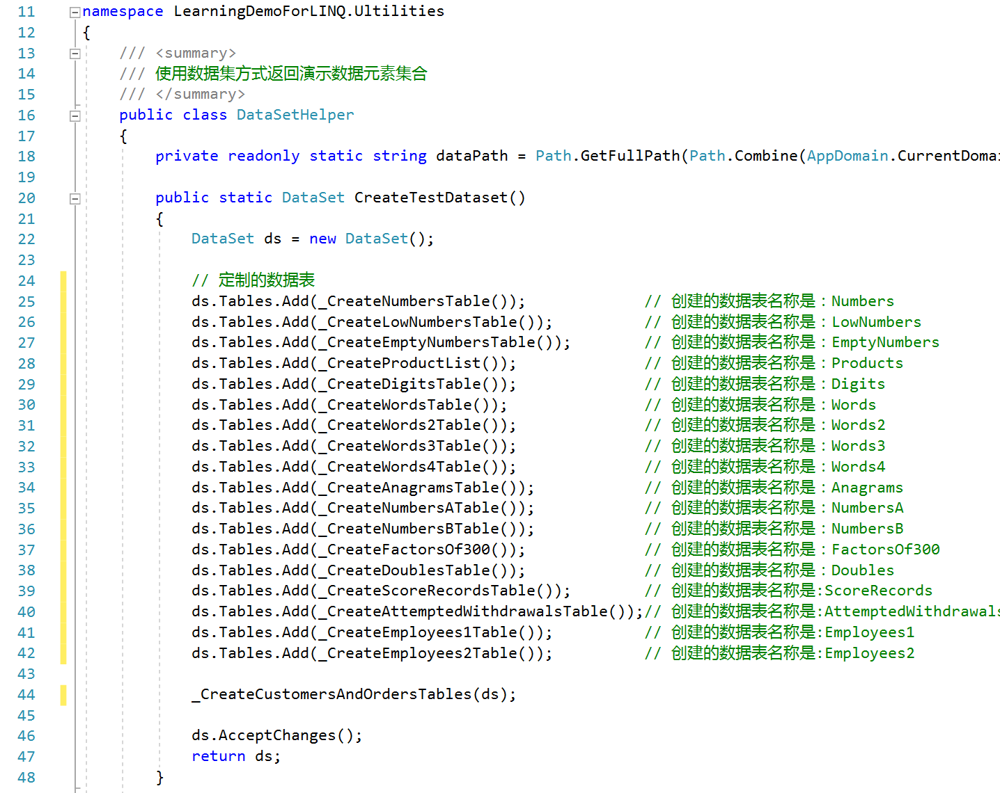 11 namespace LearningDemoForLINQ.Ultilities
12 {
13 /// <summary>
14 /// 使用数据集方式返回演示数据元素集合
15 /// </summary>
16 public class DataSetHelper
17 {
18 private readonly static string dataPath = Path.GetFullPath(Path.Combine(AppDomain.CurrentDomai
19
20 public static DataSet CreateTestDataset()
21 {
22 DataSet ds = new DataSet();
23
24 // 定制的数据表
25 ds.Tables.Add(_CreateNumbersTable()); // 创建的数据表名称是：Numbers
26 ds.Tables.Add(_CreateLowNumbersTable()); // 创建的数据表名称是：LowNumbers
27 ds.Tables.Add(_CreateEmptyNumbersTable()); // 创建的数据表名称是：EmptyNumbers
28 ds.Tables.Add(_CreateProductList()); // 创建的数据表名称是：Products
29 ds.Tables.Add(_CreateDigitsTable()); // 创建的数据表名称是：Digits
30 ds.Tables.Add(_CreateWordsTable()); // 创建的数据表名称是：Words
31 ds.Tables.Add(_CreateWords2Table()); // 创建的数据表名称是：Words2
32 ds.Tables.Add(_CreateWords3Table()); // 创建的数据表名称是：Words3
33 ds.Tables.Add(_CreateWords4Table()); // 创建的数据表名称是：Words4
34 ds.Tables.Add(_CreateAnagramsTable()); // 创建的数据表名称是：Anagrams
35 ds.Tables.Add(_CreateNumbersATable()); // 创建的数据表名称是：NumbersA
36 ds.Tables.Add(_CreateNumbersBTable()); // 创建的数据表名称是：NumbersB
37 ds.Tables.Add(_CreateFactorsOf300()); // 创建的数据表名称是：FactorsOf300
38 ds.Tables.Add(_CreateDoublesTable()); // 创建的数据表名称是：Doubles
39 ds.Tables.Add(_CreateScoreRecordsTable()); // 创建的数据表名称是:ScoreRecords
40 ds.Tables.Add(_CreateAttemptedWithdrawalsTable());// 创建的数据表名称是:AttemptedWithdrawals
41 ds.Tables.Add(_CreateEmployees1Table()); // 创建的数据表名称是:Employees1
42 ds.Tables.Add(_CreateEmployees2Table()); // 创建的数据表名称是:Employees2
43
44 _CreateCustomersAndOrdersTables(ds);
45
46 ds.AcceptChanges();
47 return ds;
48 }